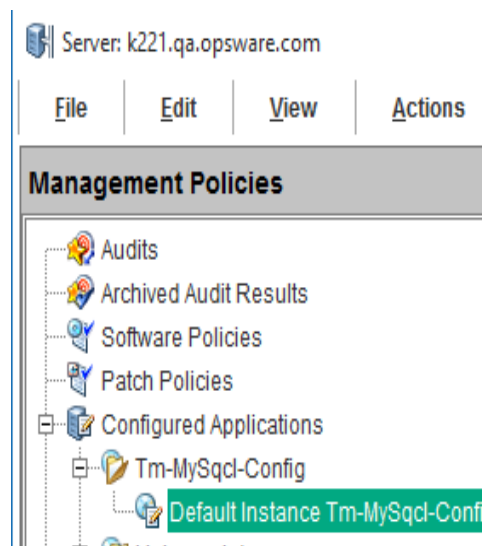 Server: k221.qa.opsware.com
File Edit View Actions
Management Policies
Audits
Archived Audit Results
Software Policies
Patch Policies
Configured Applications
Tm-MySqcl-Config
Default Instance Tm-MySqcl-Confi